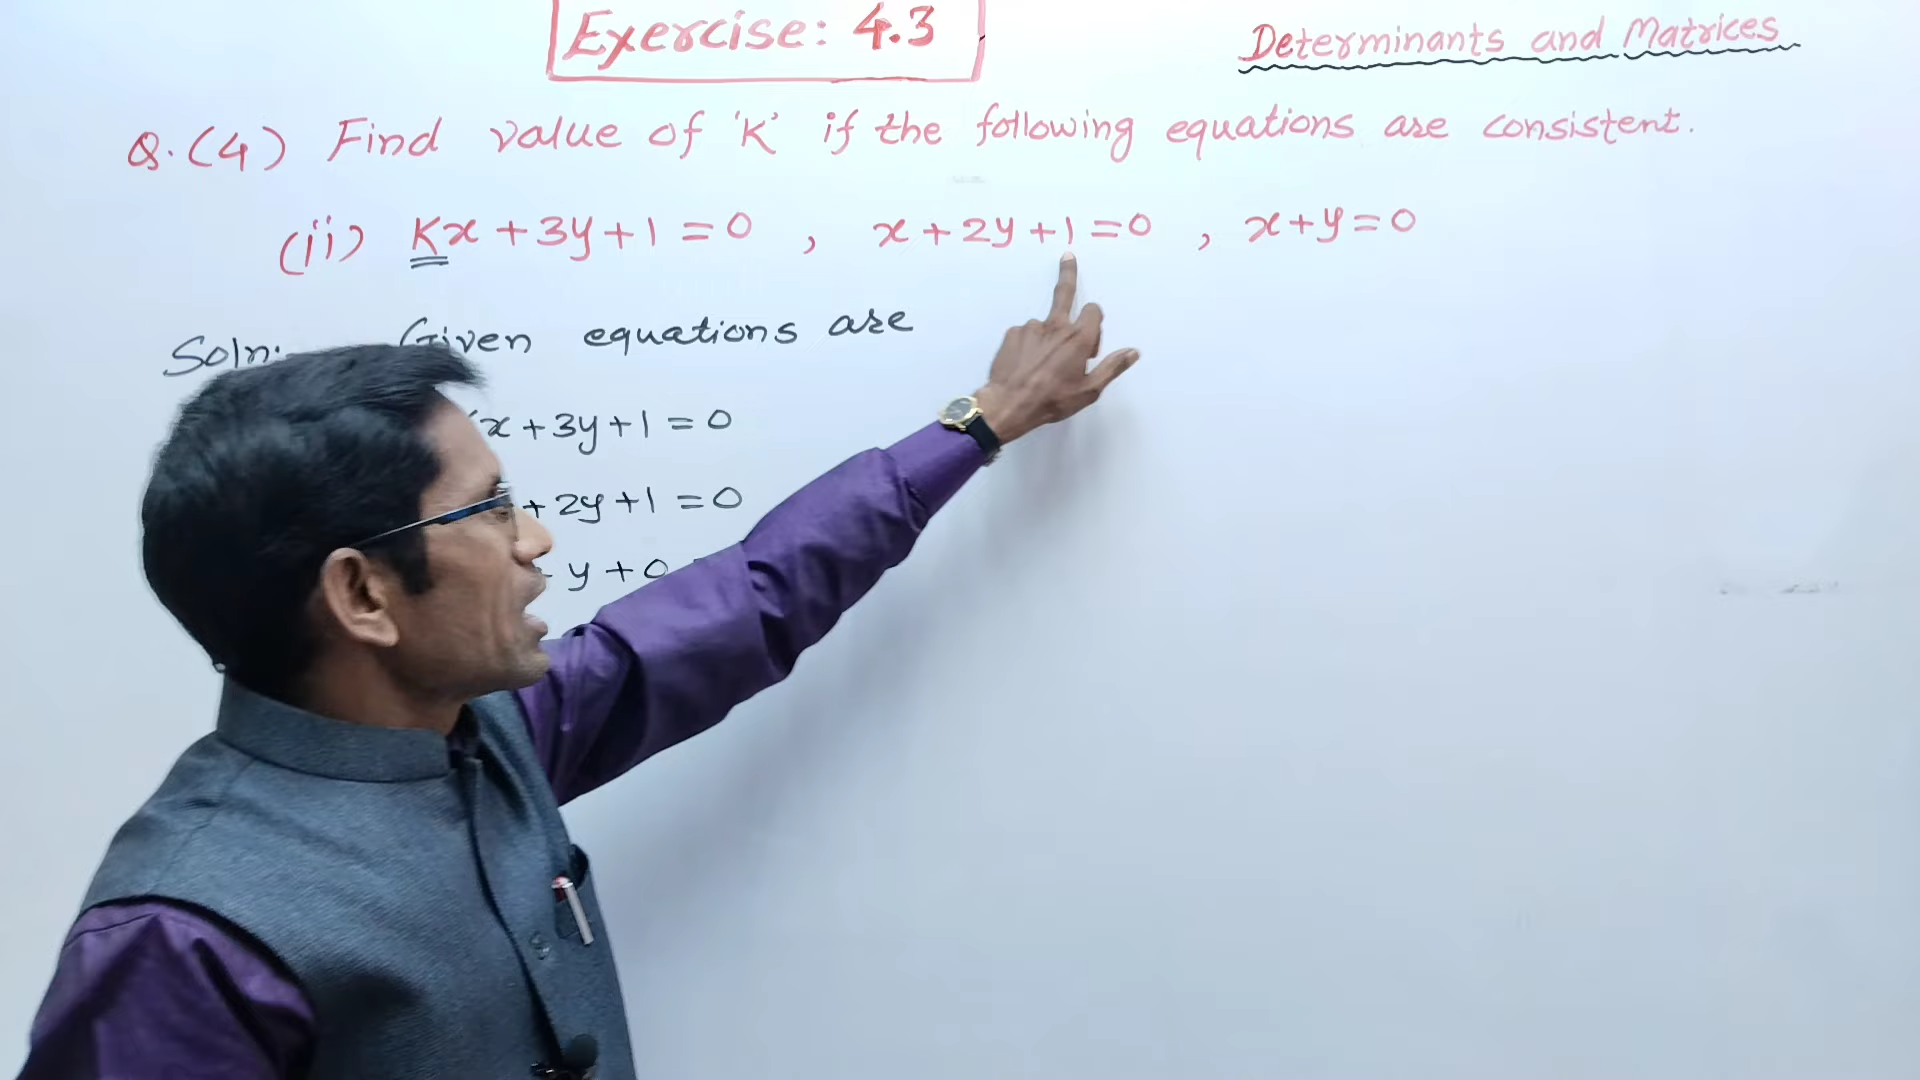 Exercise: 4.3
Determinants and Matrices
Q.(4) Find value of 'K' if the following equations are consistent.
(ii) Kx + 3y + 1 = 0 , x + 2y + 1 = 0 , x + y = 0
Soln: Given equations are
x + 3y + 1 = 0
+ 2y + 1 = 0
y + 0